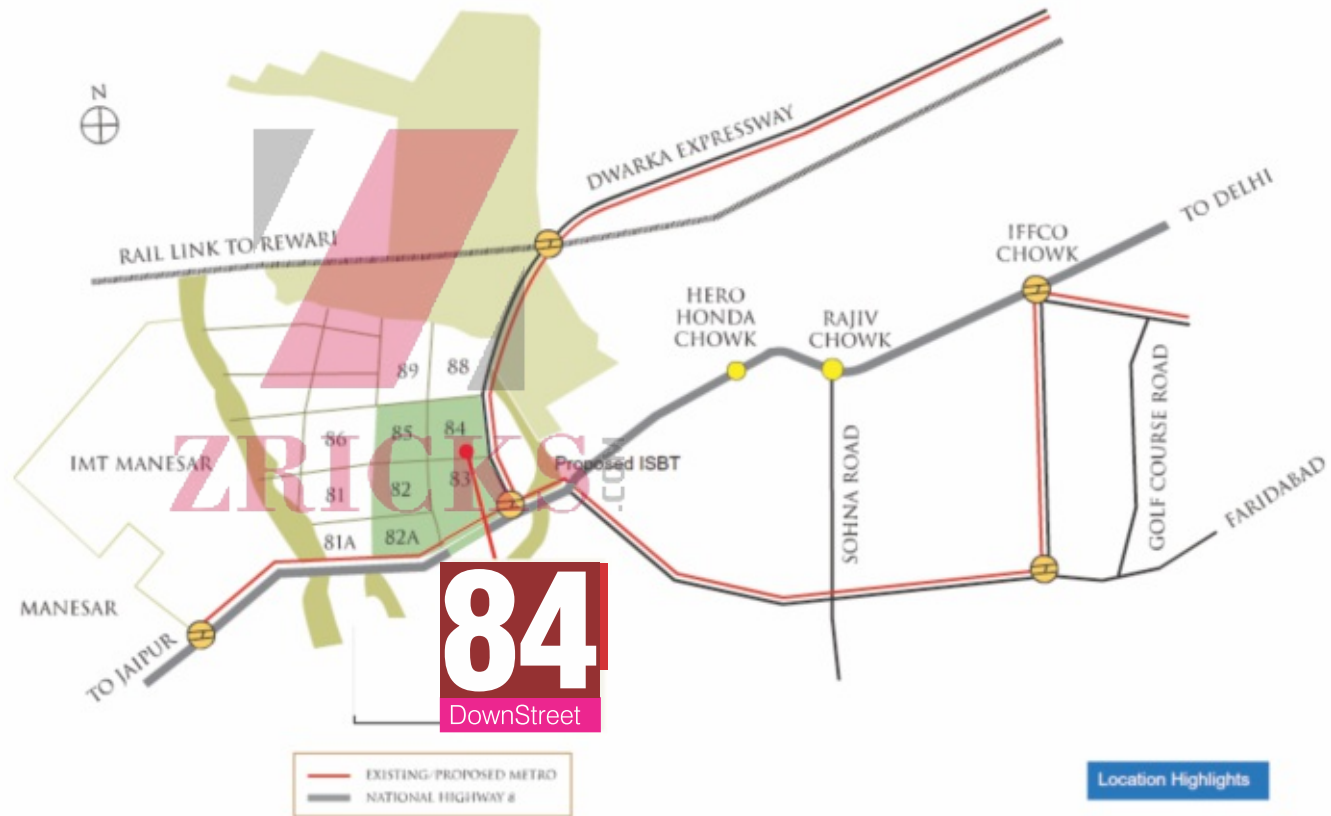 N
DWARKA EXPRESSWAY
TO DELHI
RAIL LINK TO REWARI
IFFCO
CHOWK
HERO
HONDA
CHOWK
RAJIV
CHOWK
89
88
GOLF COURSE ROAD
86
85
84
IMT MANESAR
ZRICKS
.COM
Proposed ISBT
SOHNA ROAD
FARIDABAD
81
82
83
81A
82A
MANESAR
TO JAIPUR
84
DownStreet
EXISTING/PROPOSED METRO
NATIONAL HIGHWAY 8
Location Highlights